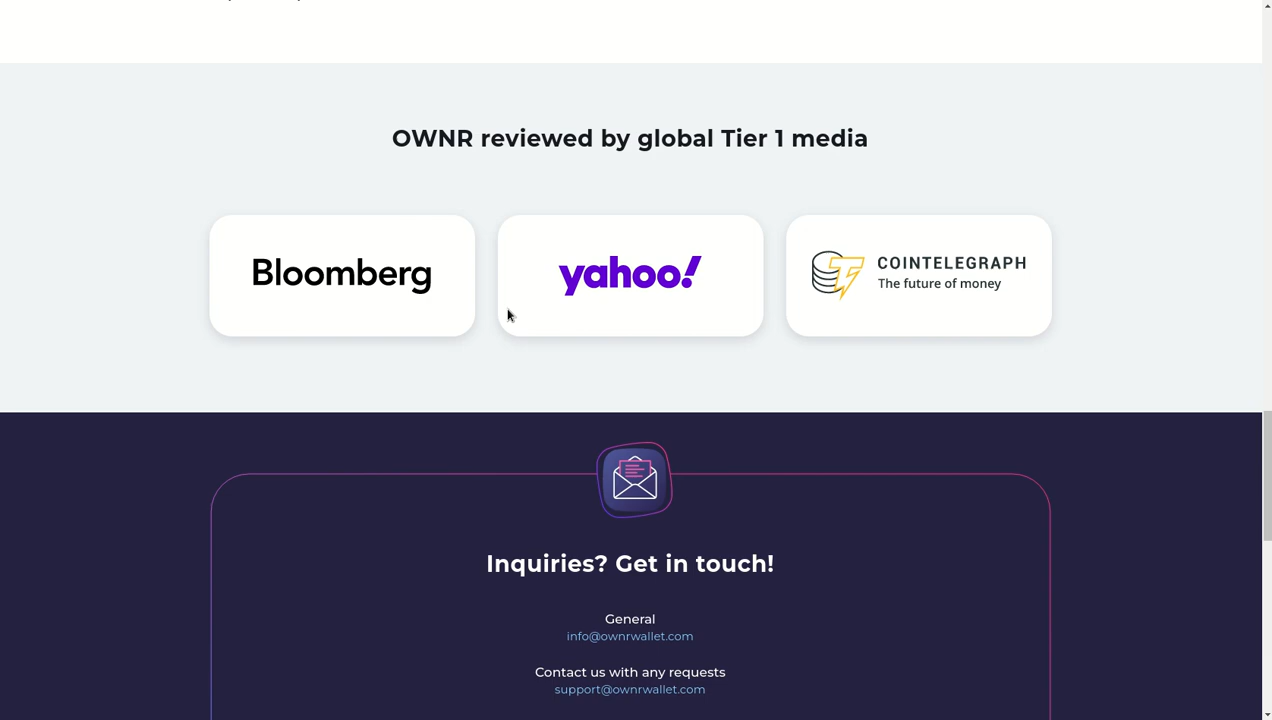 OWNR reviewed by global Tier 1 media
Bloomberg
yahoo!
COINTELEGRAPH
The future of money
Inquiries? Get in touch!
General
info@ownrwallet.com
Contact us with any requests
support@ownrwallet.com